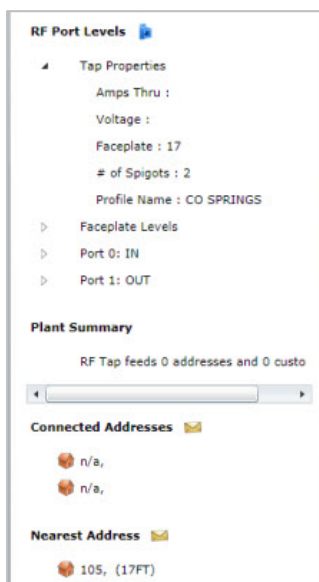 RF Port Levels
Tap Properties
Amps Thru :
Voltage :
Faceplate : 17
# of Spigots : 2
Profile Name : CO SPRINGS
Faceplate Levels
Port 0: IN
Port 1: OUT
Plant Summary
RF Tap feeds 0 addresses and 0 custo
Connected Addresses
n/a,
n/a,
Nearest Address
105, (17FT)